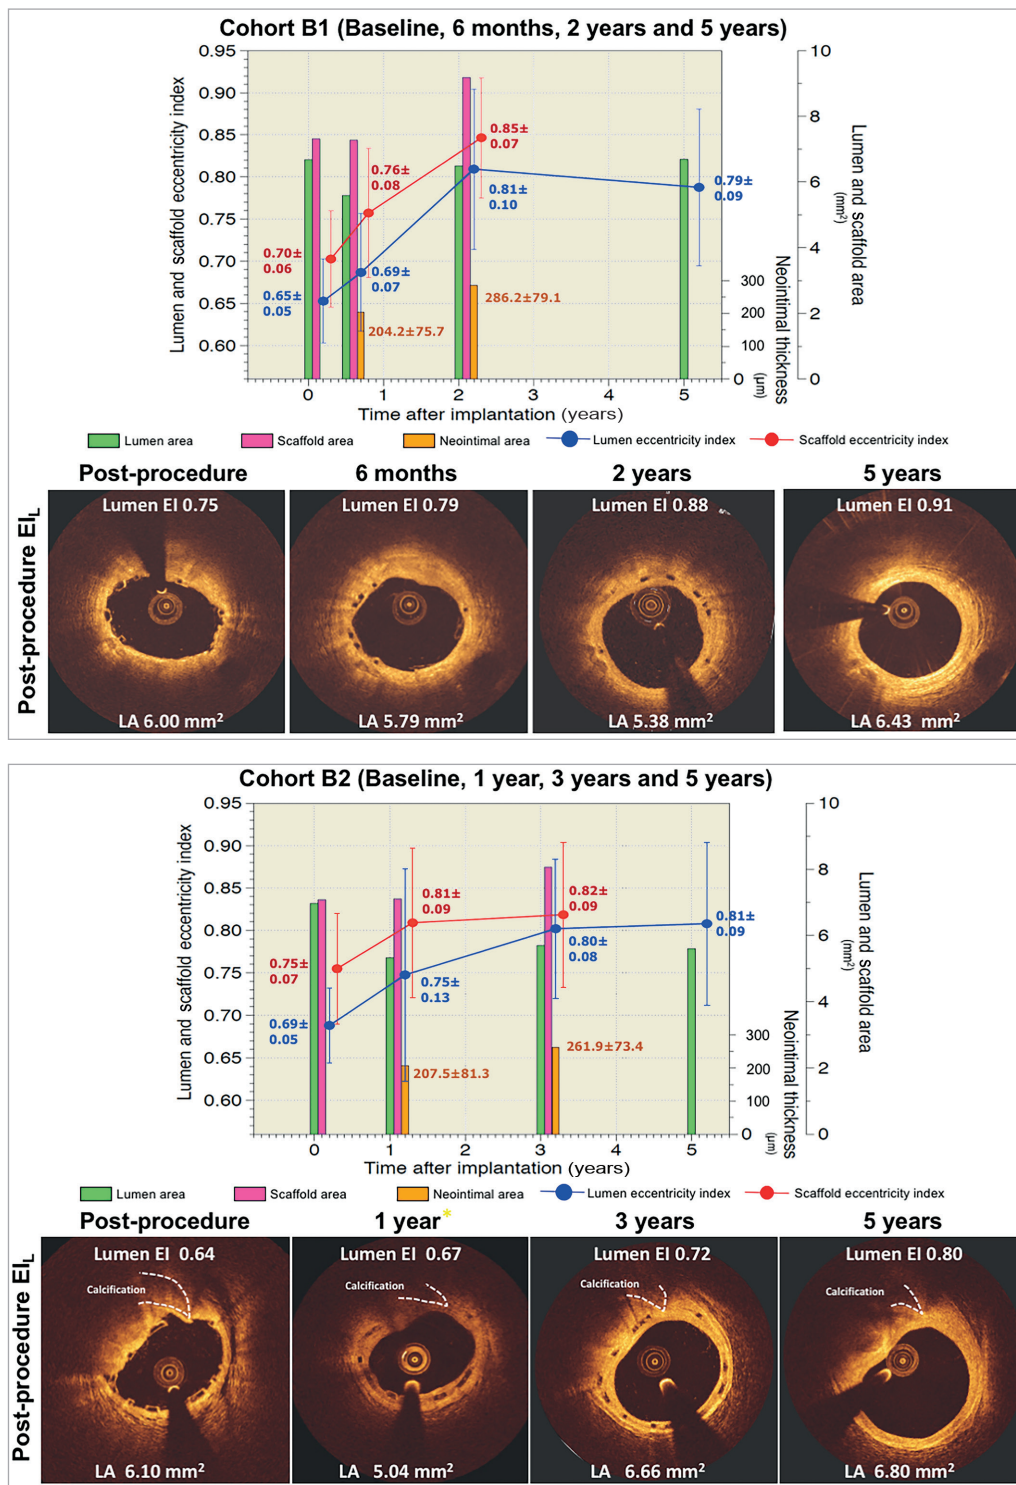 Cohort B1 (Baseline, 6 months, 2 years and 5 years)
Lumen and scaffold eccentricity index
0.95
0.90
0.85
0.80
0.75
0.70
0.65
0.60
0.70±
0.06
0.65±
0.05
0.76±
0.08
0.69±
0.07
204.2±75.7
0.85±
0.07
0.81±
0.10
286.2±79.1
0.79±
0.09
300
200
100
0
Neointimal thickness
(μm)
10
8
6
4
2
0
Lumen and scaffold area
(mm²)
0 1 2 3 4 5
Time after implantation (years)
Lumen area Scaffold area Neointimal area Lumen eccentricity index Scaffold eccentricity index
Post-procedure 6 months 2 years 5 years
Post-procedure EI_L
Lumen EI 0.75 Lumen EI 0.79 Lumen EI 0.88 Lumen EI 0.91
LA 6.00 mm² LA 5.79 mm² LA 5.38 mm² LA 6.43 mm²
Cohort B2 (Baseline, 1 year, 3 years and 5 years)
Lumen and scaffold eccentricity index
0.95
0.90
0.85
0.80
0.75
0.70
0.65
0.60
0.75±
0.07
0.69±
0.05
0.81±
0.09
0.75±
0.13
207.5±81.3
0.82±
0.09
0.80±
0.08
261.9±73.4
0.81±
0.09
300
200
100
0
Neointimal thickness
(μm)
10
8
6
4
2
0
Lumen and scaffold area
(mm²)
0 1 2 3 4 5
Time after implantation (years)
Lumen area Scaffold area Neointimal area Lumen eccentricity index Scaffold eccentricity index
Post-procedure 1 year* 3 years 5 years
Post-procedure EI_L
Lumen EI 0.64 Lumen EI 0.67 Lumen EI 0.72 Lumen EI 0.80
Calcification Calcification Calcification Calcification
LA 6.10 mm² LA 5.04 mm² LA 6.66 mm² LA 6.80 mm²